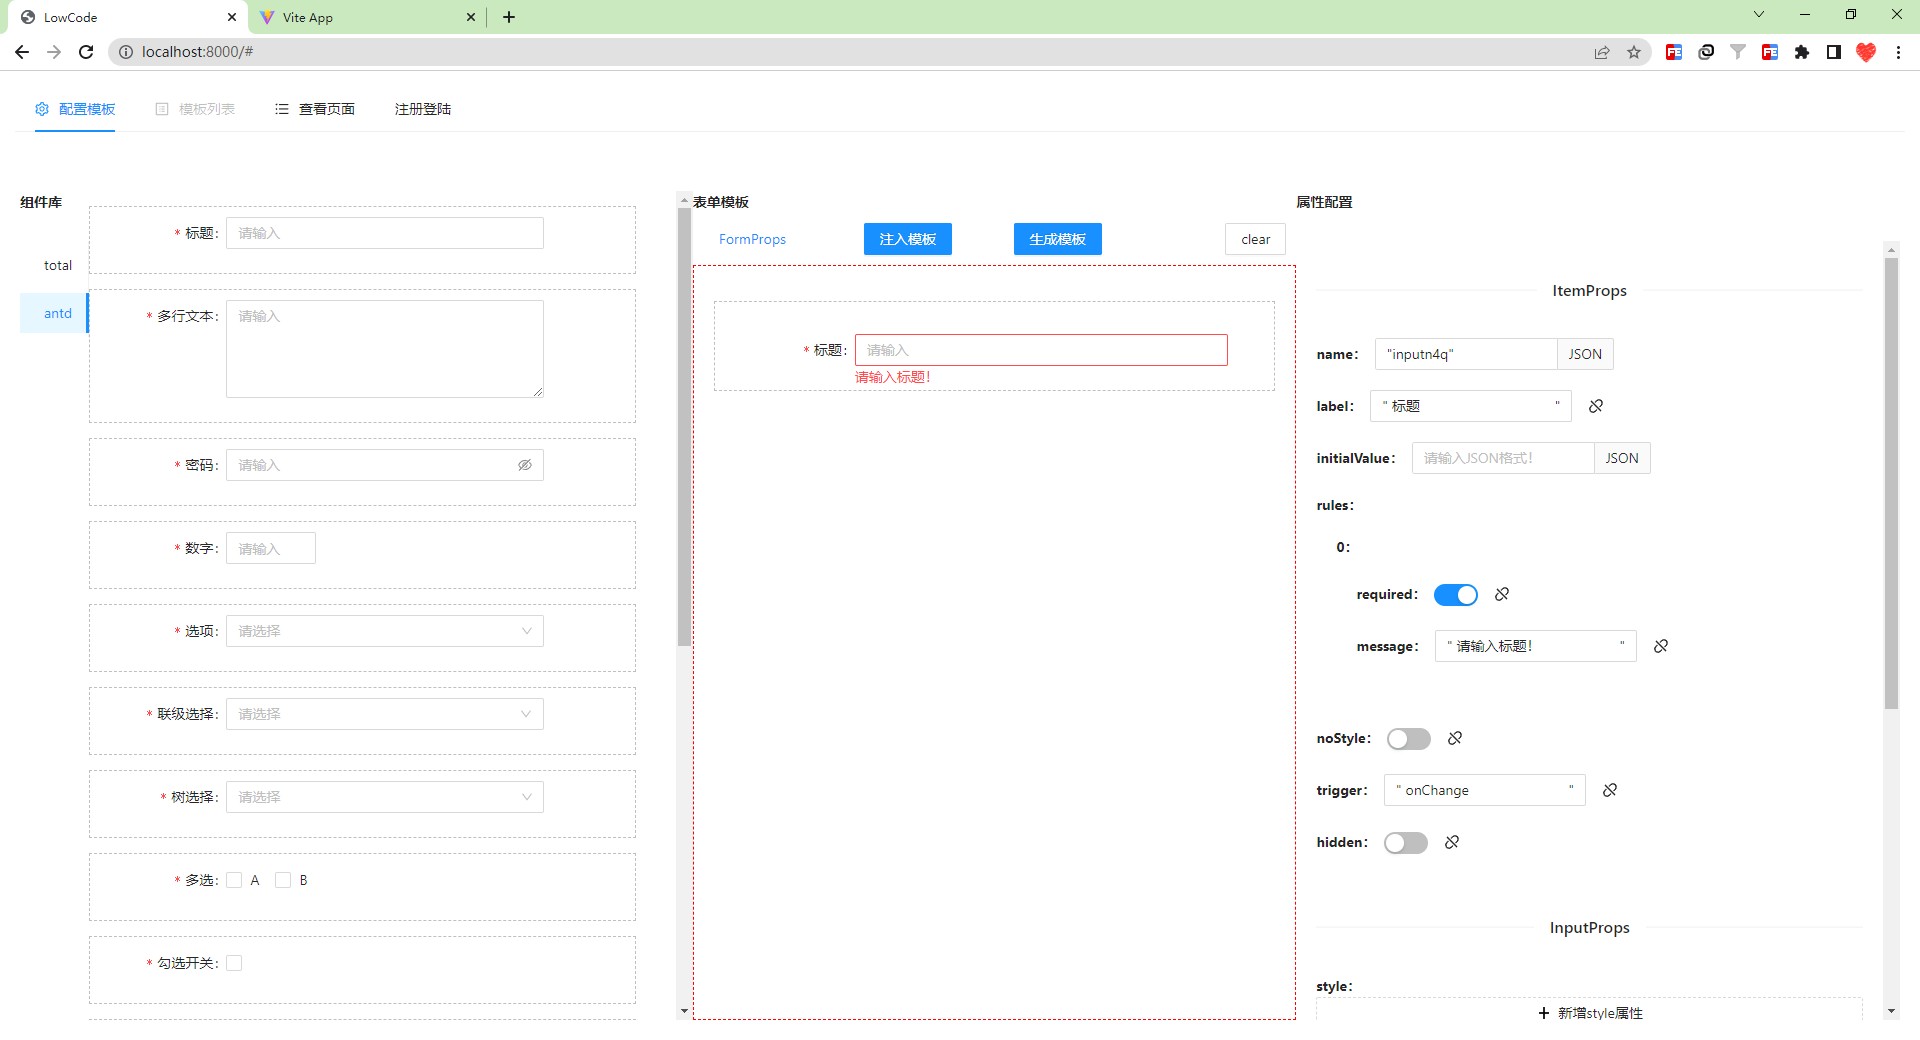 LowCode
Vite App
localhost:8000/#
配置模板 模板列表 查看页面 注册登陆
组件库
total
antd
* 标题: 请输入
* 多行文本: 请输入
* 密码: 请输入
* 数字: 请输入
* 选项: 请选择
* 联级选择: 请选择
* 树选择: 请选择
* 多选: A B
* 勾选开关:
表单模板
FormProps 注入模板 生成模板 clear
* 标题: 请输入
请输入标题!
属性配置
ItemProps
name: "inputn4q" JSON
label: " 标题 "
initialValue: 请输入JSON格式! JSON
rules:
0:
required:
message: " 请输入标题! "
noStyle:
trigger: " onChange "
hidden:
InputProps
style:
+ 新增style属性